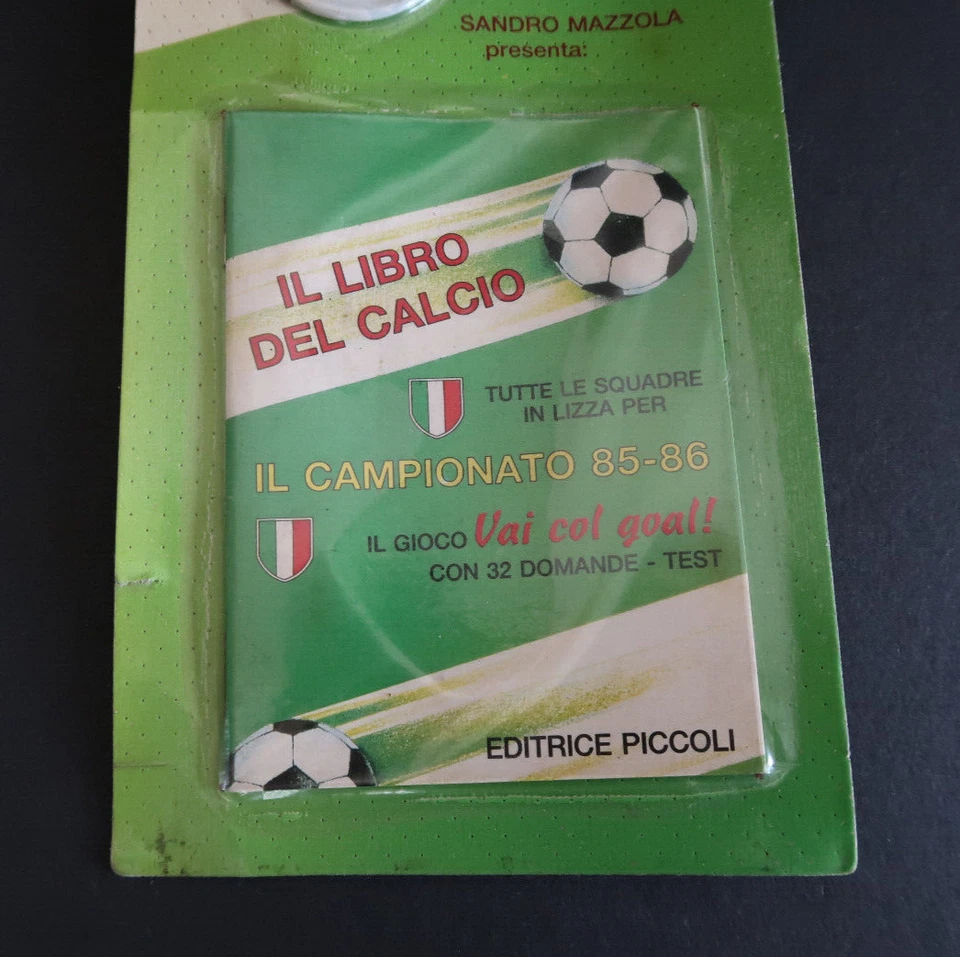 SANDRO MAZZOLA
presenta:
IL LIBRO
DEL CALCIO
TUTTE LE SQUADRE
IN LIZZA PER
IL CAMPIONATO 85-86
IL GIOCO Vai col goal!
CON 32 DOMANDE - TEST
EDITRICE PICCOLI